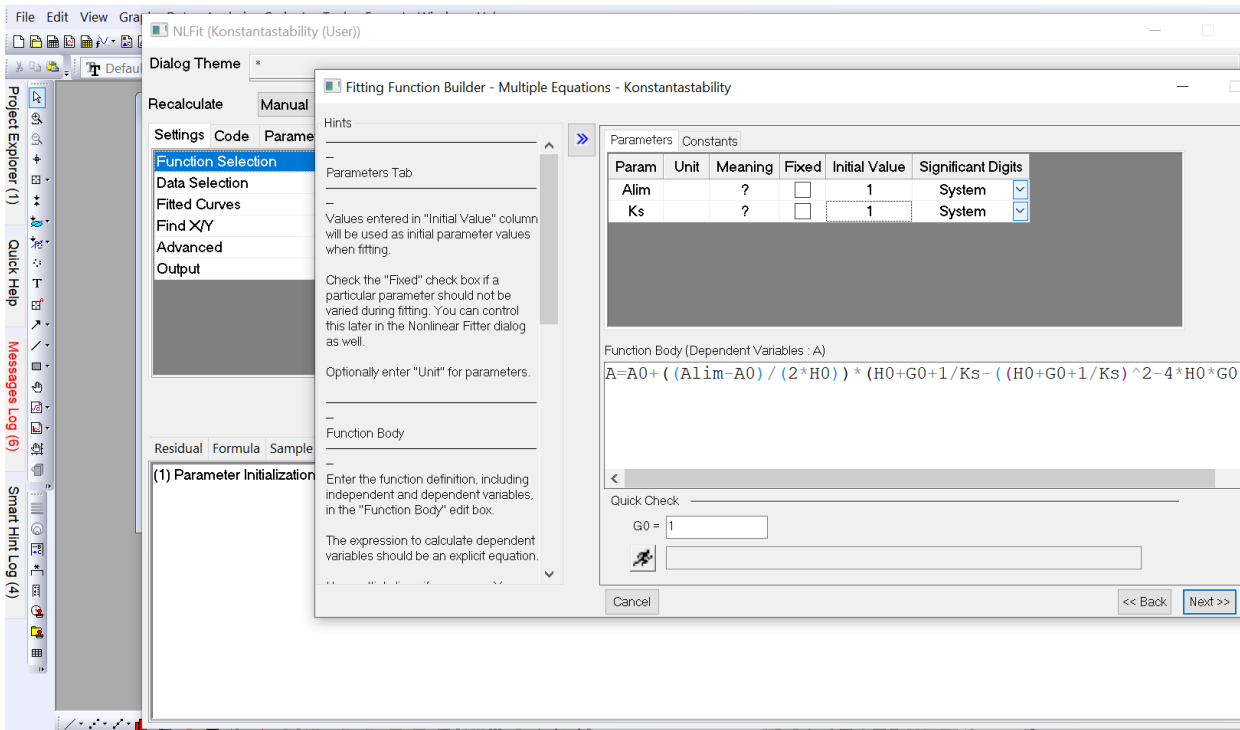 File Edit View
NLFit (Konstantastability (User))
Dialog Theme *
Recalculate Manual
Settings Code
Function Selection
Data Selection
Fitted Curves
Find X/Y
Advanced
Output
Residual Formula Sample
(1) Parameter Initialization
Project Explorer (1)
Quick Help
Messages Log (6)
Smart Hint Log (4)
Fitting Function Builder - Multiple Equations - Konstantastability
Hints
Parameters Tab
Values entered in "Initial Value" column
will be used as initial parameter values
when fitting.
Check the "Fixed" check box if a
particular parameter should not be
varied during fitting. You can control
this later in the Nonlinear Fitter dialog
as well.
Optionally enter "Unit" for parameters.
Function Body
Enter the function definition, including
independent and dependent variables,
in the "Function Body" edit box.
The expression to calculate dependent
variables should be an explicit equation.
Parameters Constants
Param Unit Meaning Fixed Initial Value Significant Digits
Alim ? 1 System
Ks ? 1 System
Function Body (Dependent Variables : A)
A=A0+((Alim-A0)/(2*H0))*(H0+G0+1/Ks-((H0+G0+1/Ks)^2-4*H0*G0
Quick Check
G0 = 1
Cancel << Back Next >>